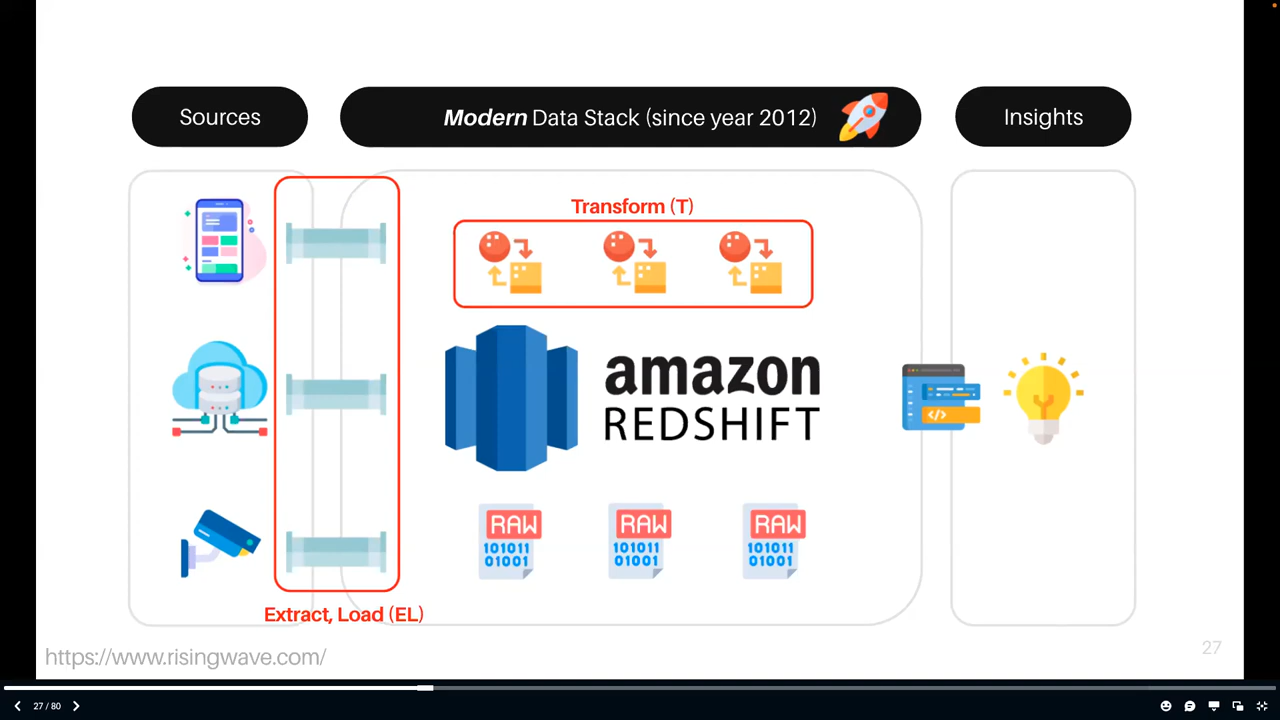 Sources
Modern Data Stack (since year 2012)
Insights
Transform (T)
amazon
REDSHIFT
</>
RAW
101011
01001
RAW
101011
01001
RAW
101011
01001
Extract, Load (EL)
https://www.risingwave.com/
27
27 / 80